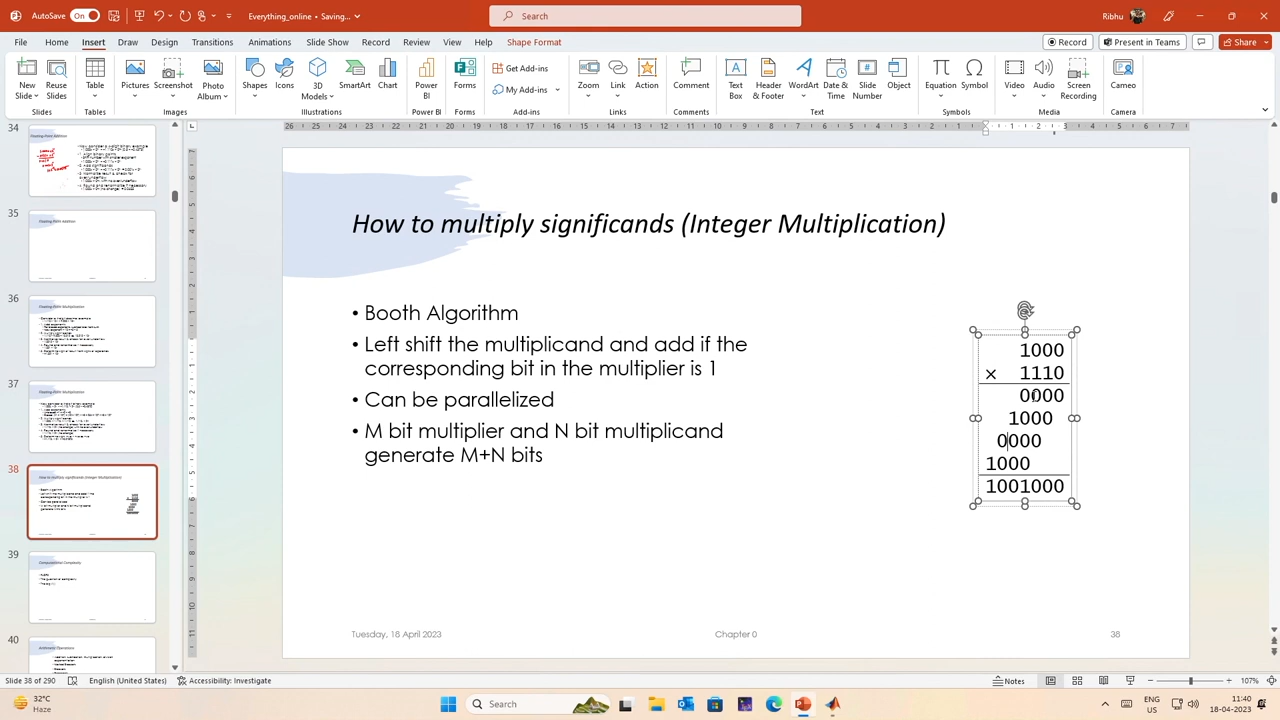 AutoSave On Everything_online • Saving... Search Ribhu
File Home Insert Draw Design Transitions Animations Slide Show Record Review View Help Shape Format Record Present in Teams Share
New Slide Reuse Slides Table Pictures Screenshot Photo Album Shapes Icons 3D Models SmartArt Chart Power BI Forms Get Add-ins My Add-ins Zoom Link Action Comment Text Box Header & Footer WordArt Date & Time Slide Number Object Equation Symbol Video Audio Screen Recording Cameo
Slides Tables Images Illustrations Power BI Forms Add-ins Links Comments Text Symbols Media Camera
34
35
36
37
38
39
40
How to multiply significands (Integer Multiplication)
• Booth Algorithm
• Left shift the multiplicand and add if the
corresponding bit in the multiplier is 1
• Can be parallelized
• M bit multiplier and N bit multiplicand
generate M+N bits
1000
× 1110
0000
1000
0000
1000
1001000
Tuesday, 18 April 2023 Chapter 0 38
Slide 38 of 290 English (United States) Accessibility: Investigate Notes 107%
32°C
Haze
Search
ENG
US
11:40
18-04-2023